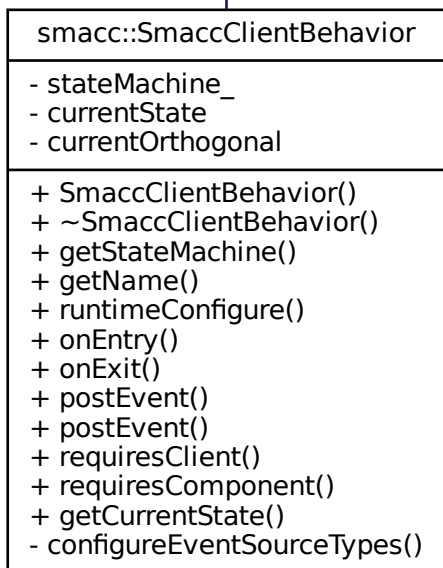 smacc::SmaccClientBehavior
- stateMachine_
- currentState
- currentOrthogonal
+ SmaccClientBehavior()
+ ~SmaccClientBehavior()
+ getStateMachine()
+ getName()
+ runtimeConfigure()
+ onEntry()
+ onExit()
+ postEvent()
+ postEvent()
+ requiresClient()
+ requiresComponent()
+ getCurrentState()
- configureEventSourceTypes()